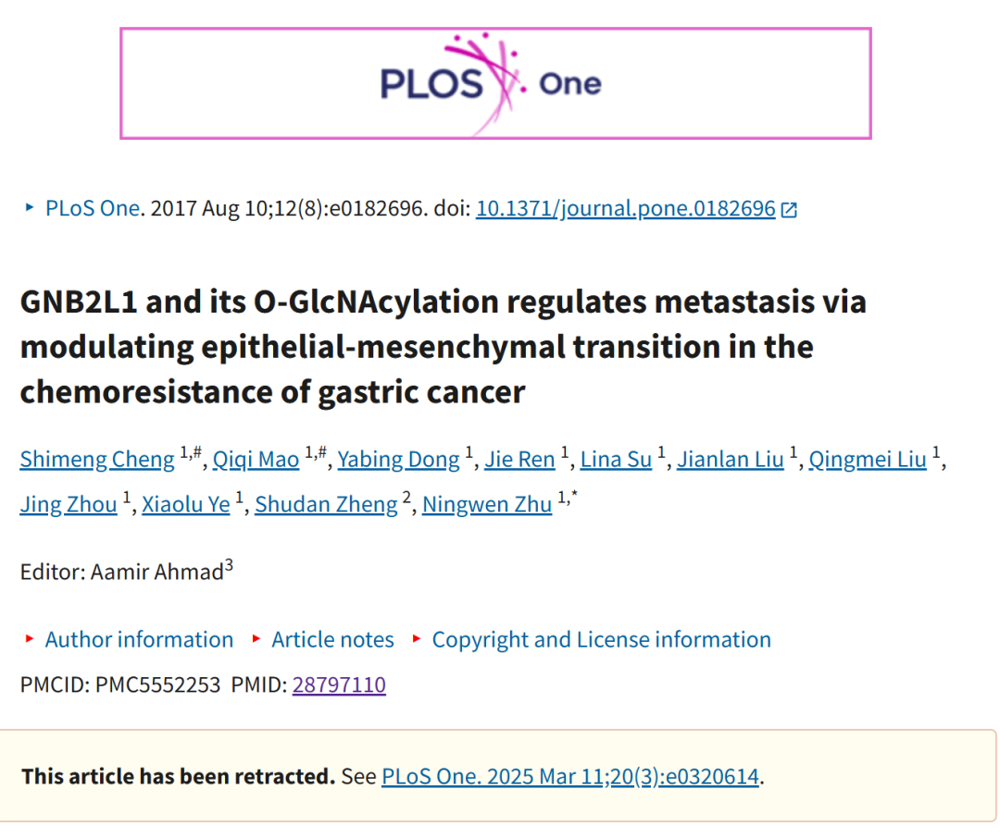 PLOS One
PLoS One. 2017 Aug 10;12(8):e0182696. doi: 10.1371/journal.pone.0182696
GNB2L1 and its O-GlcNAcylation regulates metastasis via
modulating epithelial-mesenchymal transition in the
chemoresistance of gastric cancer
Shimeng Cheng 1,#, Qiqi Mao 1,#, Yabing Dong 1, Jie Ren 1, Lina Su 1, Jianlan Liu 1, Qingmei Liu 1,
Jing Zhou 1, Xiaolu Ye 1, Shudan Zheng 2, Ningwen Zhu 1,*
Editor: Aamir Ahmad3
Author information Article notes Copyright and License information
PMCID: PMC5552253 PMID: 28797110
This article has been retracted. See PLoS One. 2025 Mar 11;20(3):e0320614.